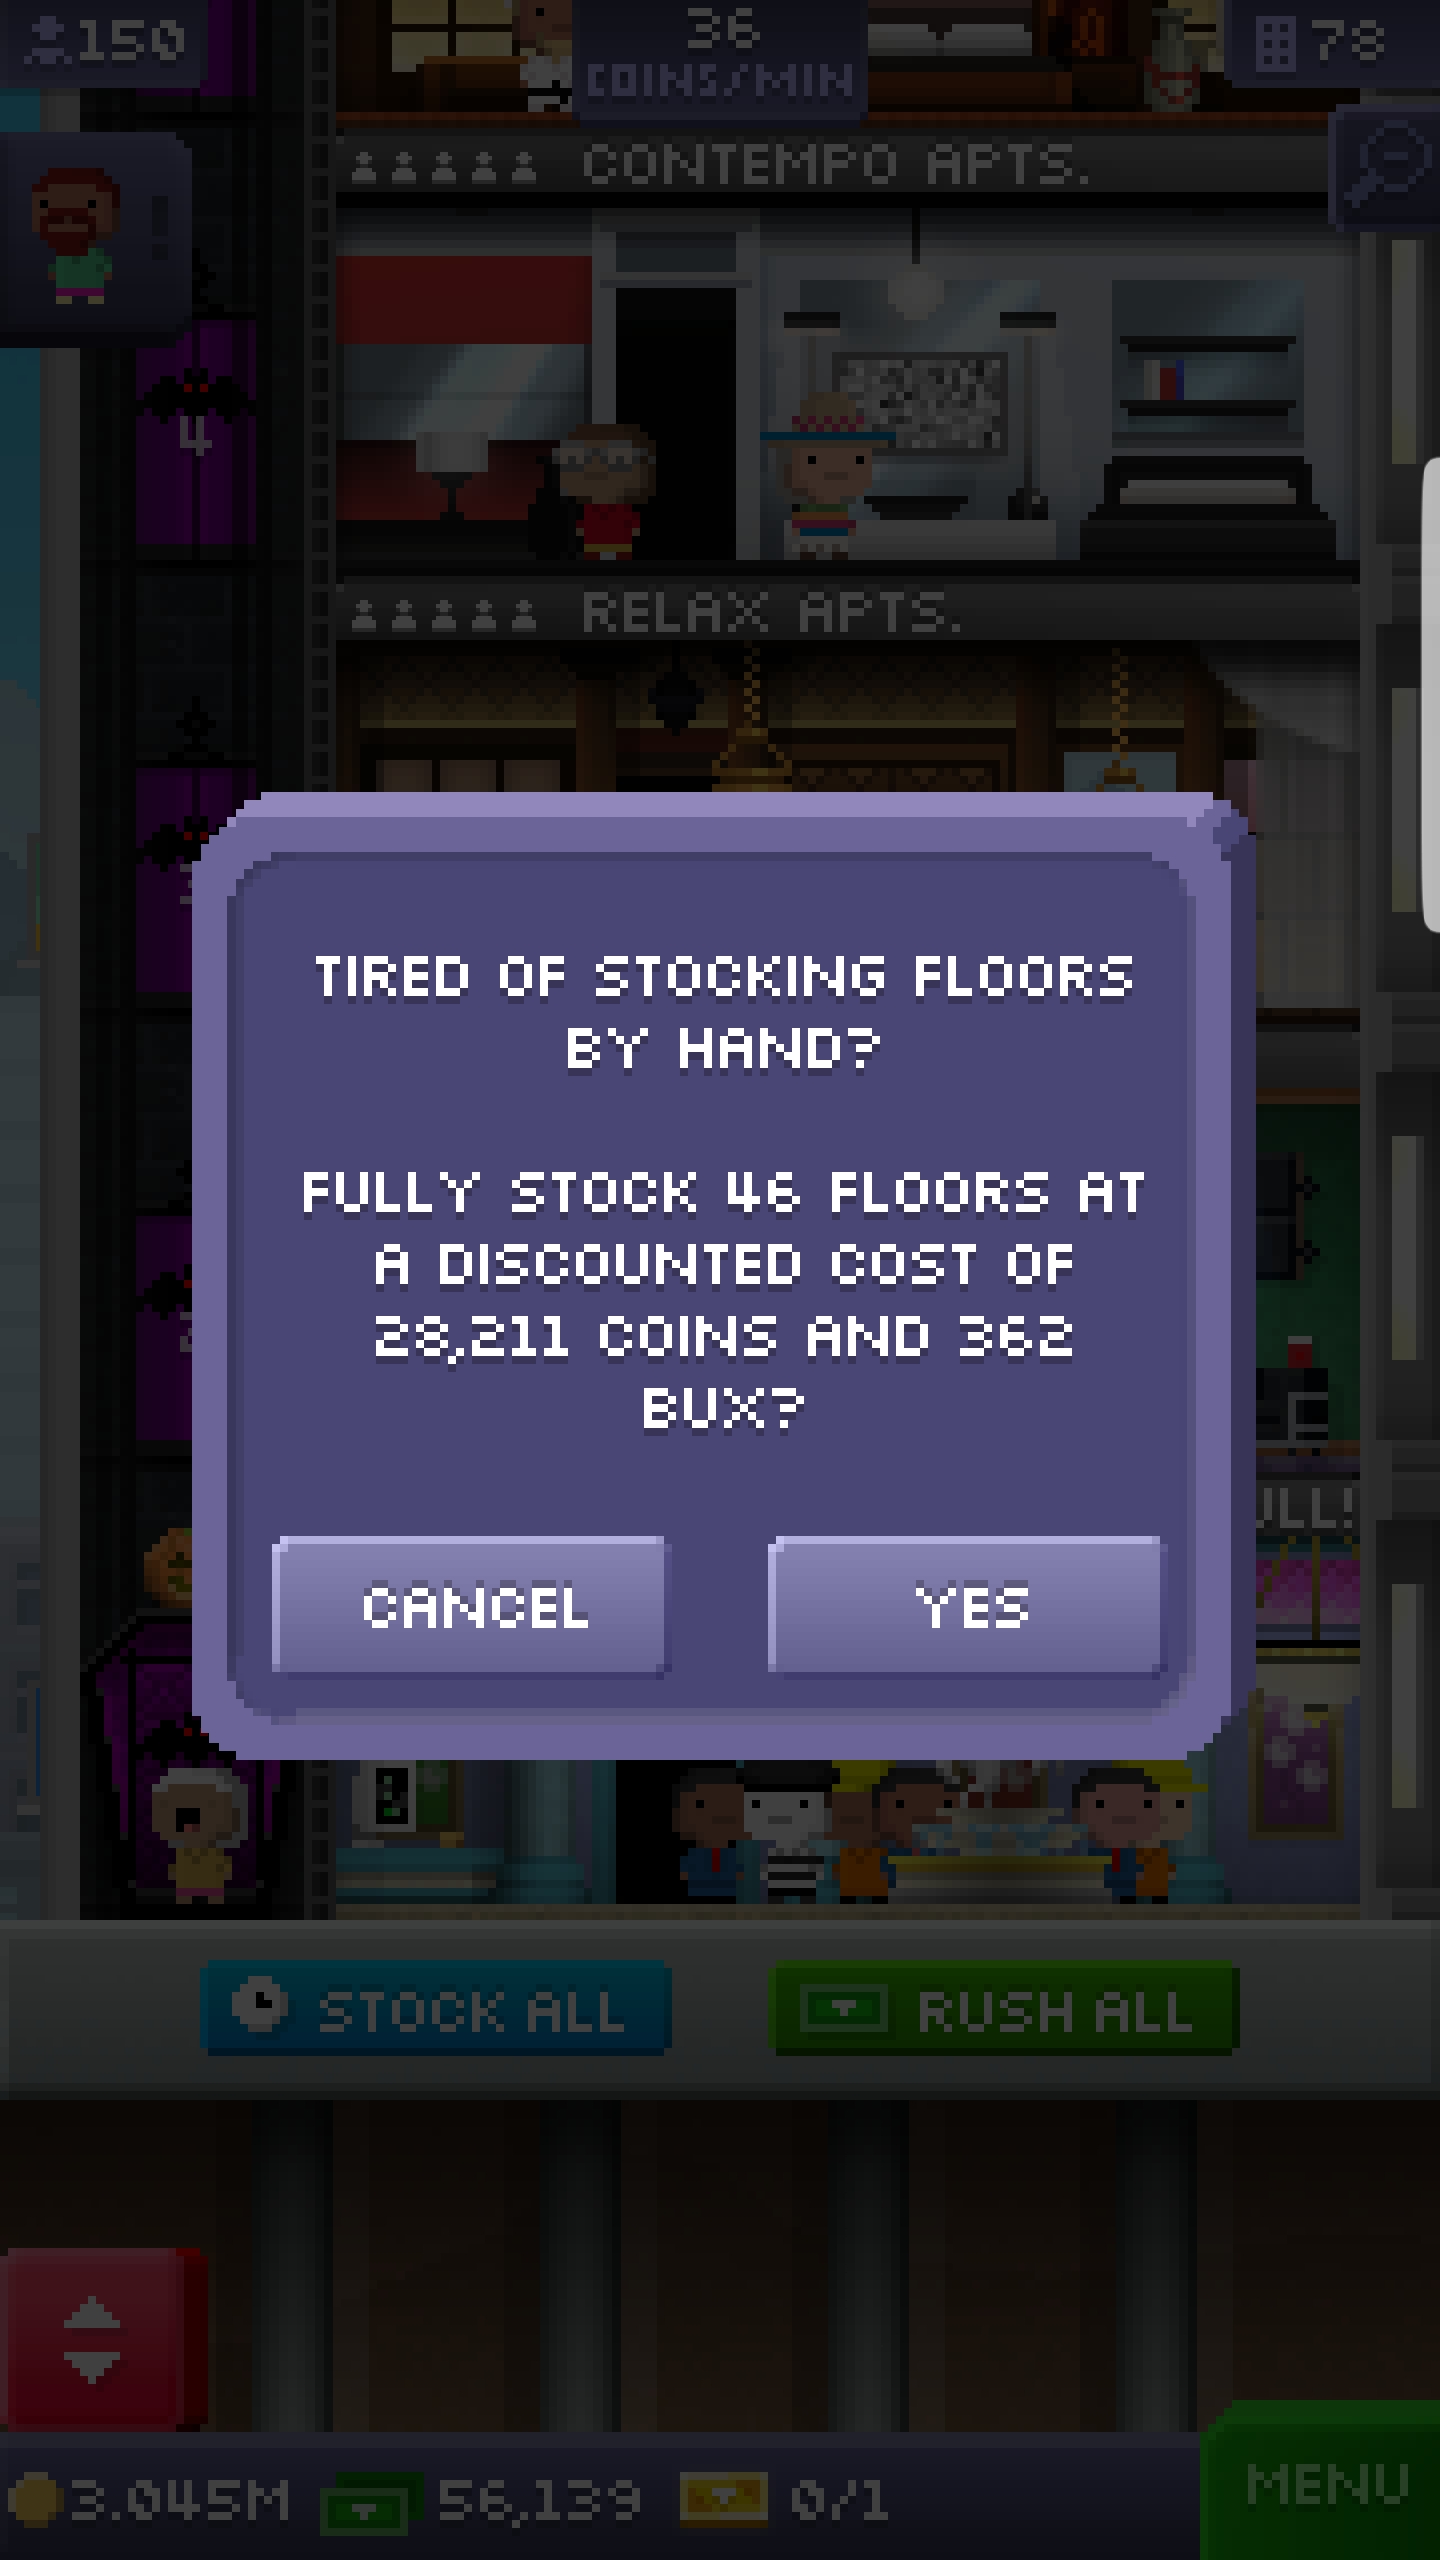 150
36
COINS/MIN
78
CONTEMPO APTS.
4
RELAX APTS.
TIRED OF STOCKING FLOORS
BY HAND?
FULLY STOCK 46 FLOORS AT
A DISCOUNTED COST OF
28,211 COINS AND 362
BUX?
CANCEL
YES
STOCK ALL
RUSH ALL
3.045M
56,139
0/1
MENU